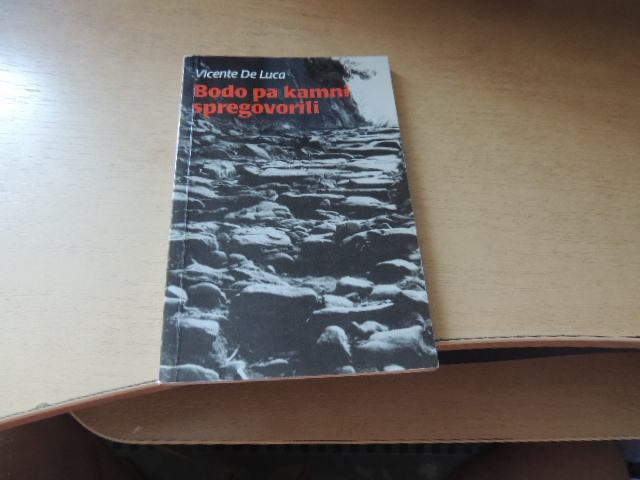 Vicente De Luca
Bodo pa kamni
spregovorili